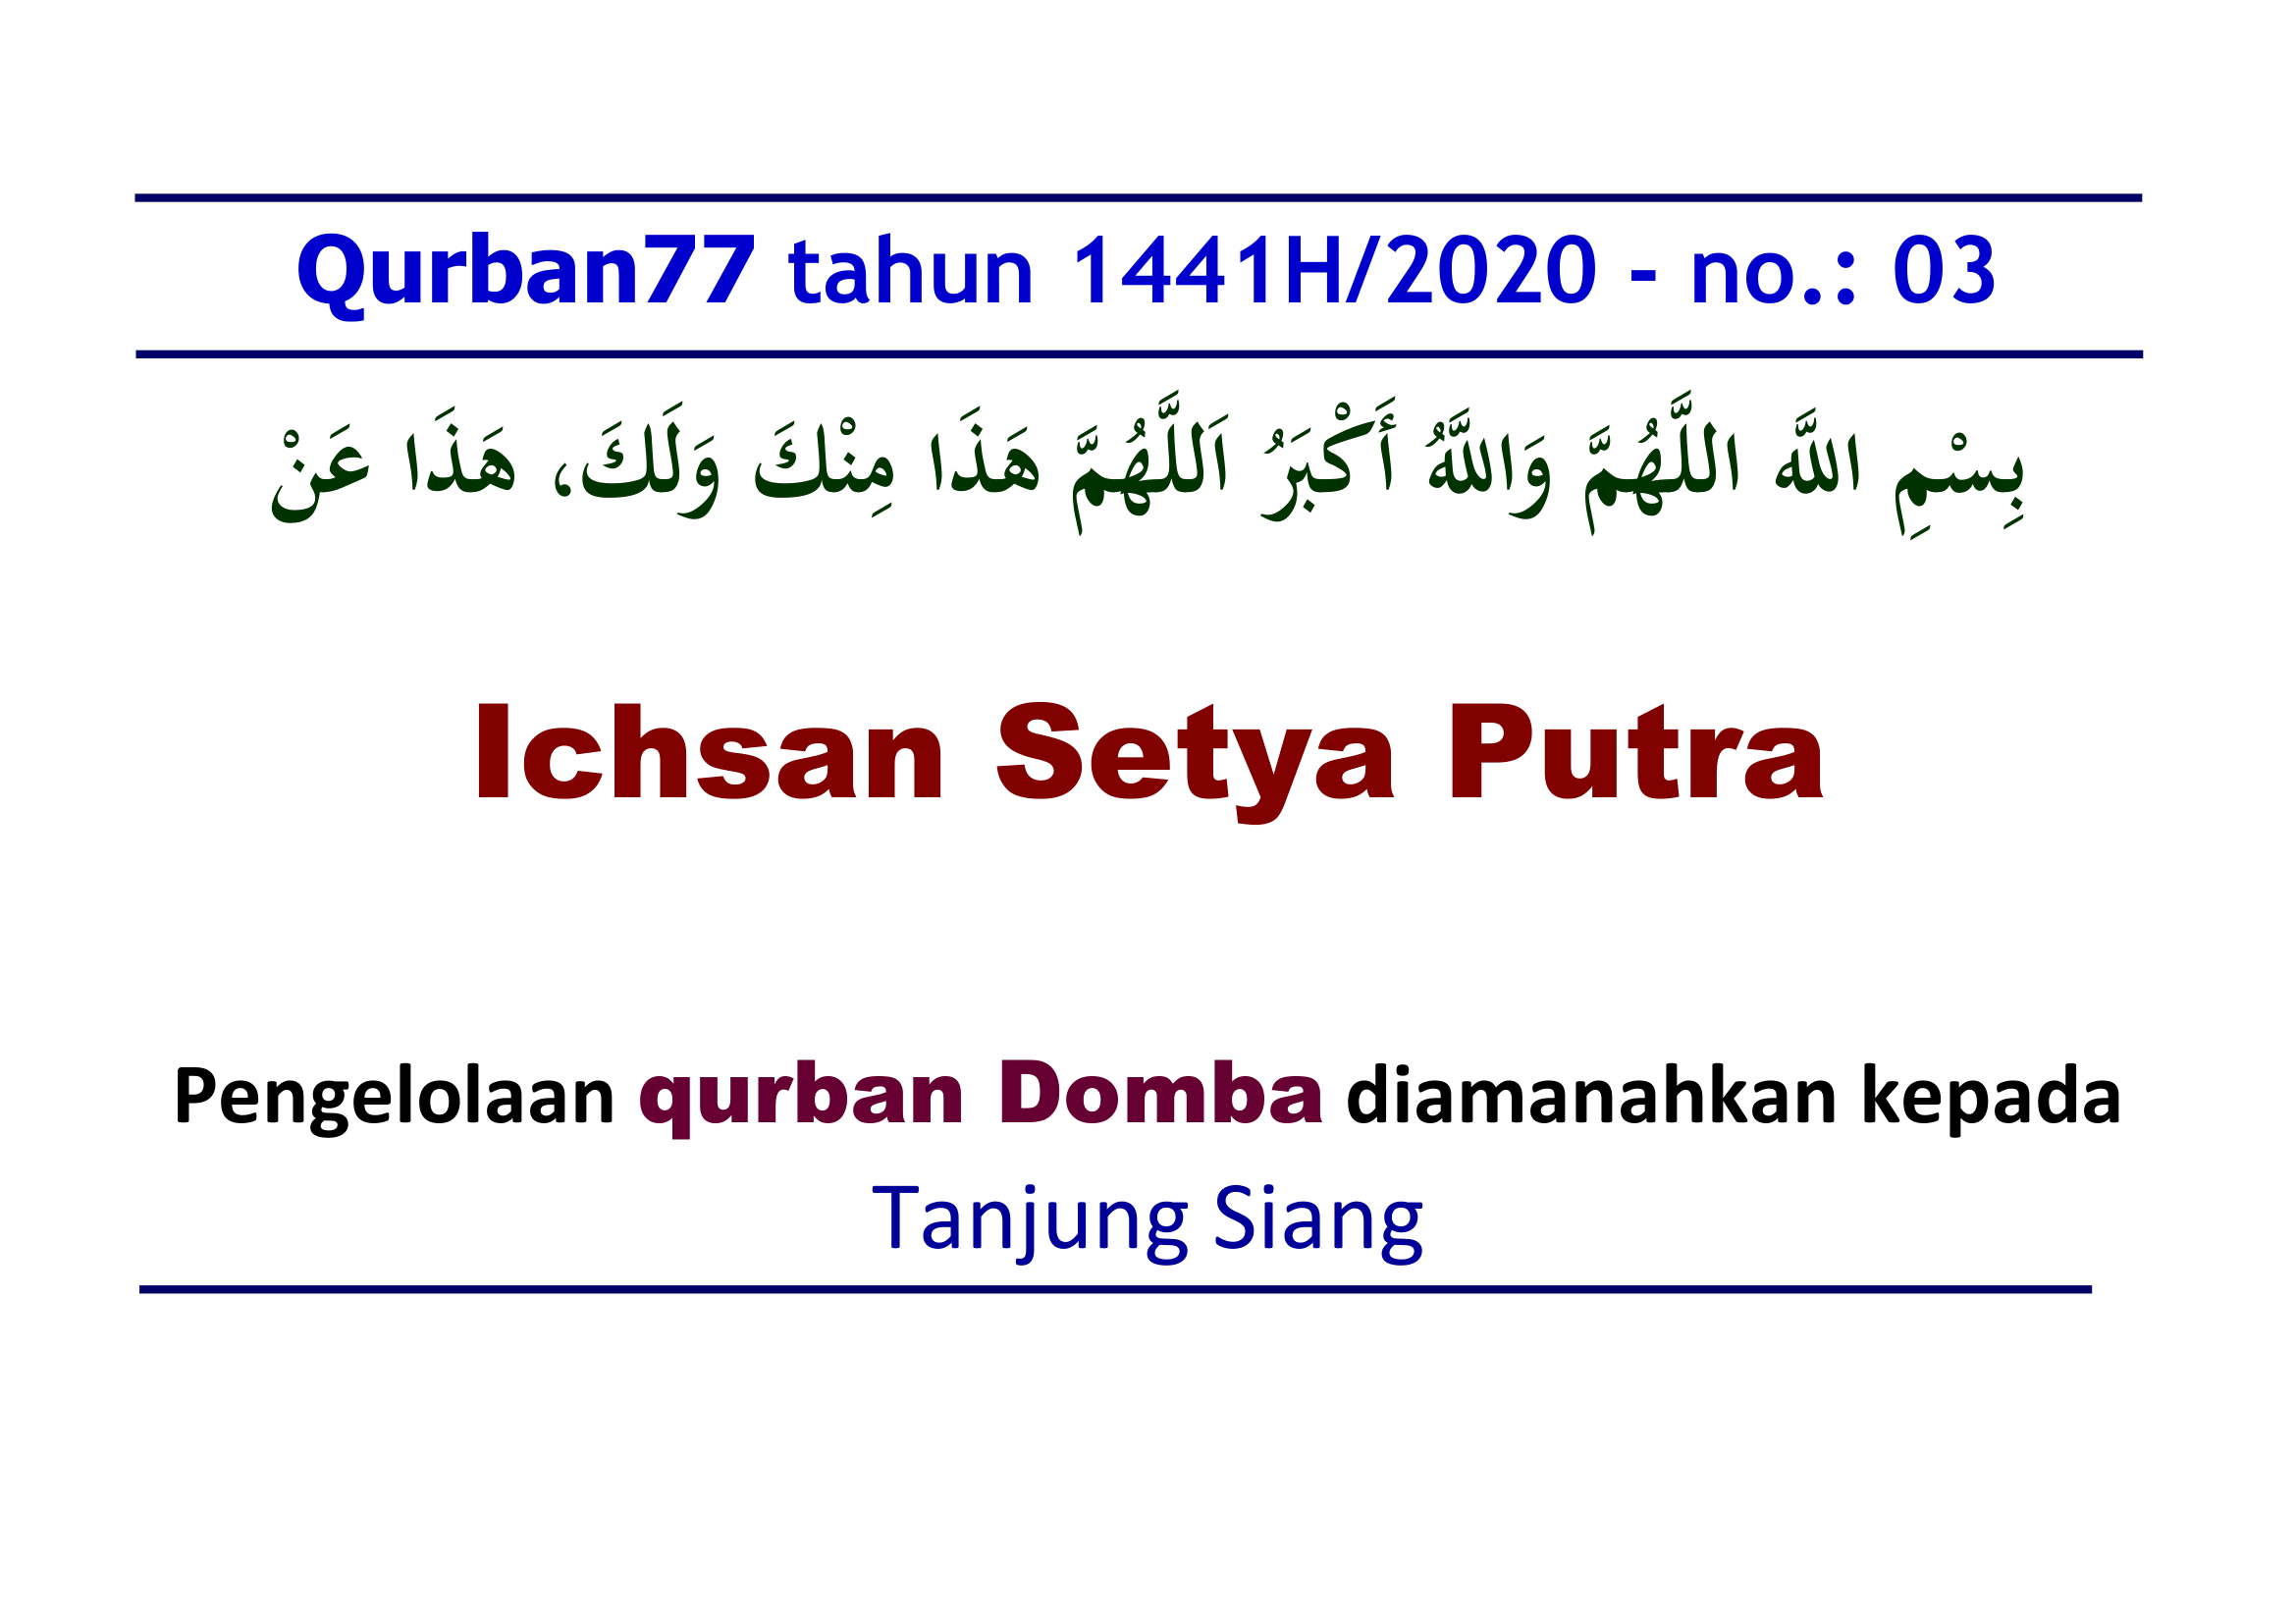 Qurban77 tahun 1441H/2020 - no.: 03
بِسْمِ اللَّه اَللَّهُمَّ وَاللَّهُ أَكْبَرُ اَللَّهُمَّ هَذَا مِنْكَ وَلَكَ، هَذَا عَنْ
Ichsan Setya Putra
Pengelolaan qurban Domba diamanahkan kepada
Tanjung Siang